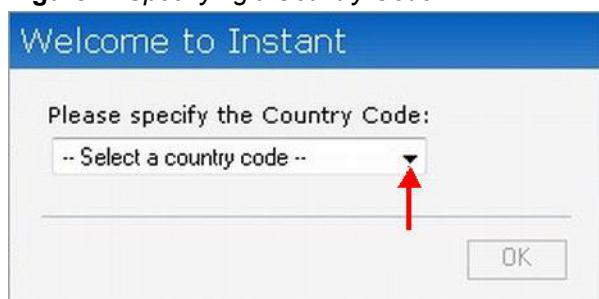 Welcome to Instant
Please specify the Country Code:
-- Select a country code --
OK